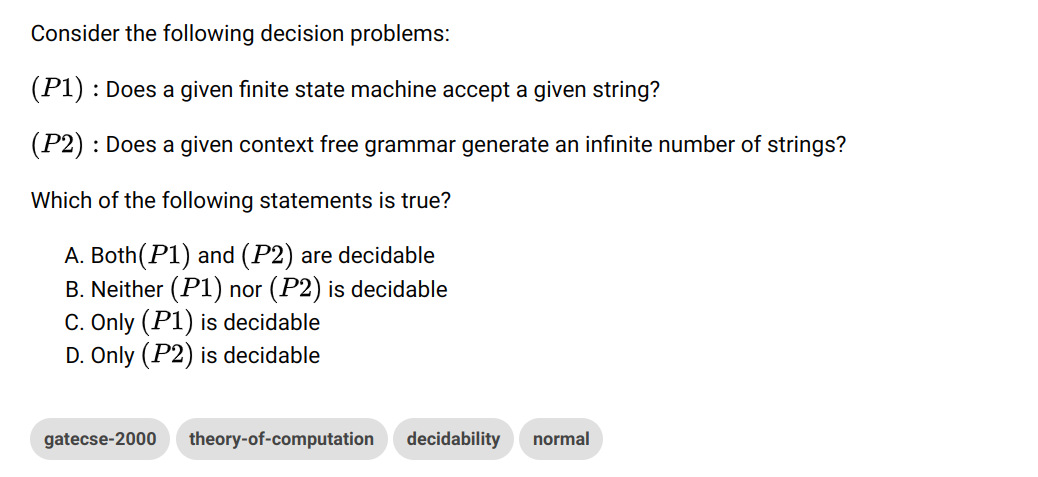 Consider the following decision problems:
(P1) : Does a given finite state machine accept a given string?
(P2) : Does a given context free grammar generate an infinite number of strings?
Which of the following statements is true?
A. Both(P1) and (P2) are decidable
B. Neither (P1) nor (P2) is decidable
C. Only (P1) is decidable
D. Only (P2) is decidable
gatecse-2000 theory-of-computation decidability normal